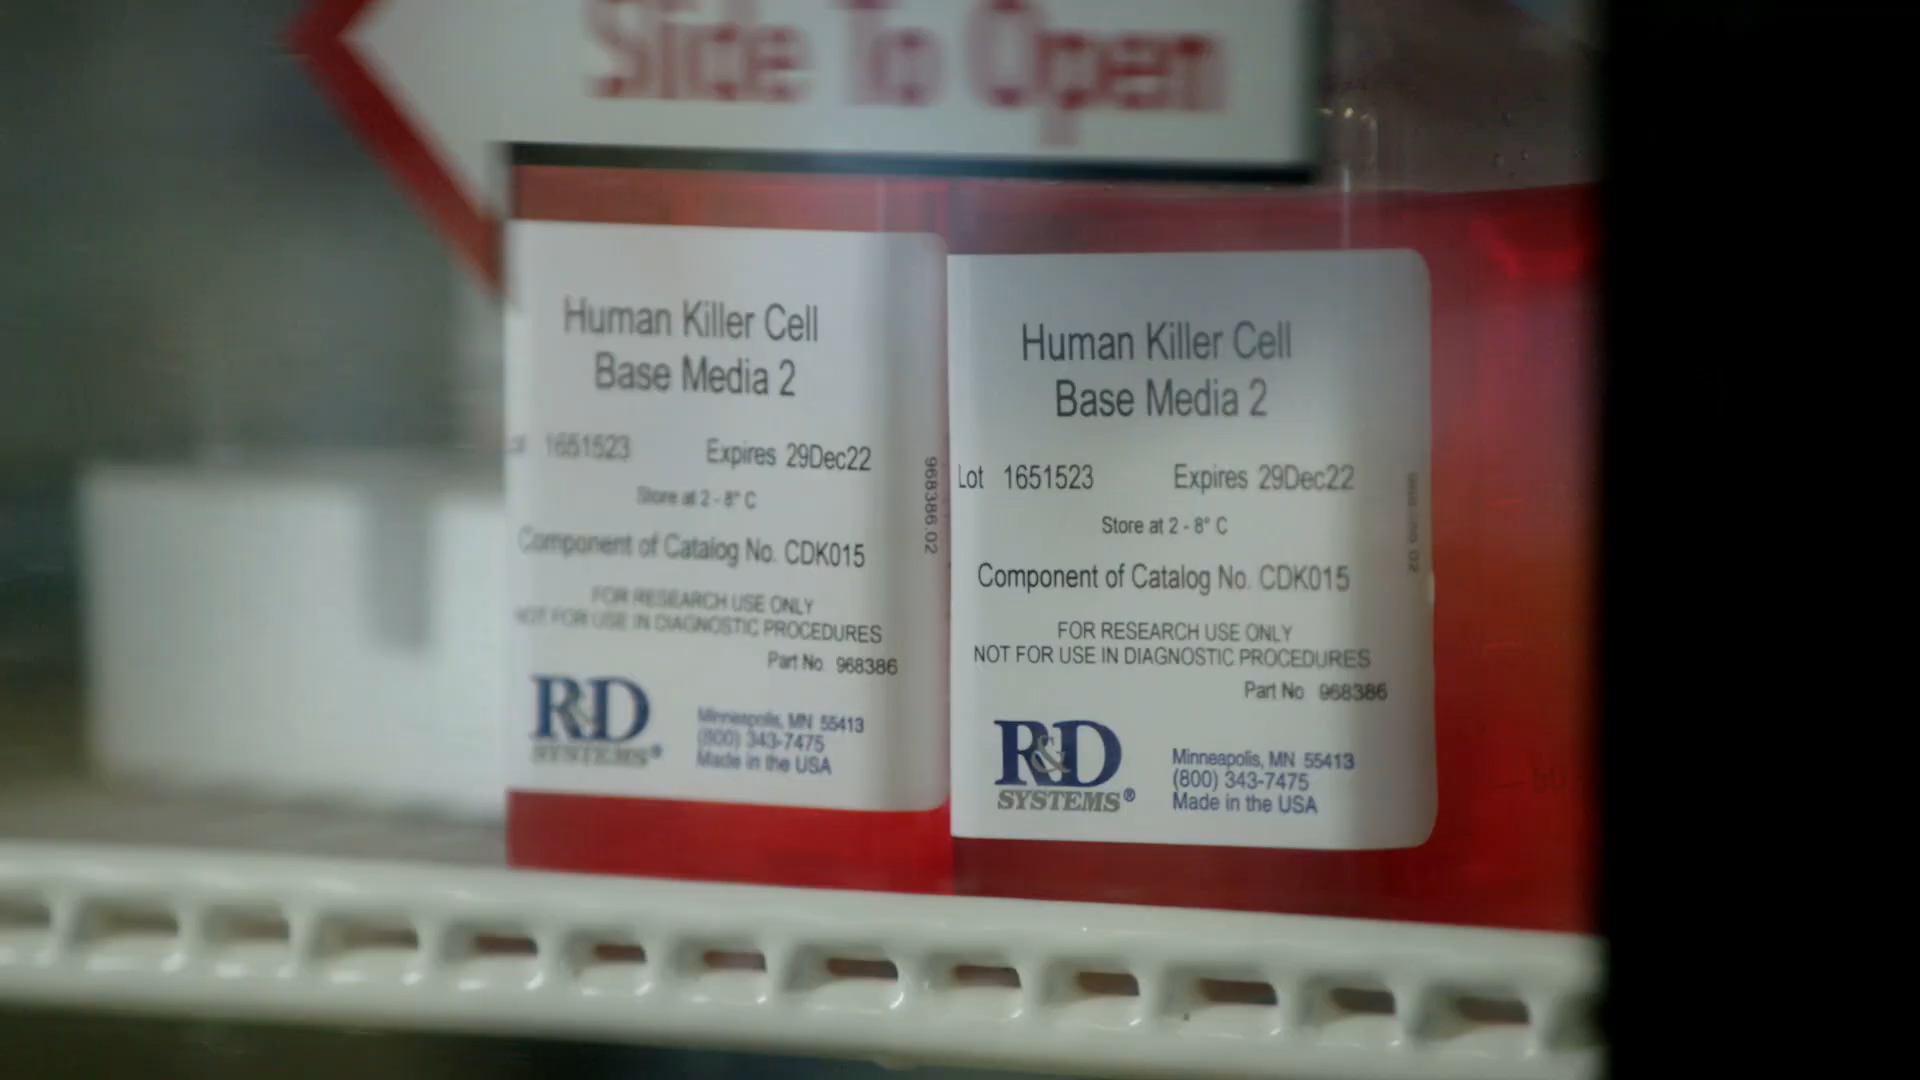 Slide To Open
Human Killer Cell
Base Media 2
Lot 1651523 Expires 29Dec22
Store at 2 - 8° C
Component of Catalog No. CDK015
FOR RESEARCH USE ONLY
NOT FOR USE IN DIAGNOSTIC PROCEDURES
Part No 968386
R&D
SYSTEMS®
Minneapolis, MN 55413
(800) 343-7475
Made in the USA
968386.02
Human Killer Cell
Base Media 2
Lot 1651523 Expires 29Dec22
Store at 2 - 8° C
Component of Catalog No. CDK015
FOR RESEARCH USE ONLY
NOT FOR USE IN DIAGNOSTIC PROCEDURES
Part No 968386
R&D
SYSTEMS®
Minneapolis, MN 55413
(800) 343-7475
Made in the USA